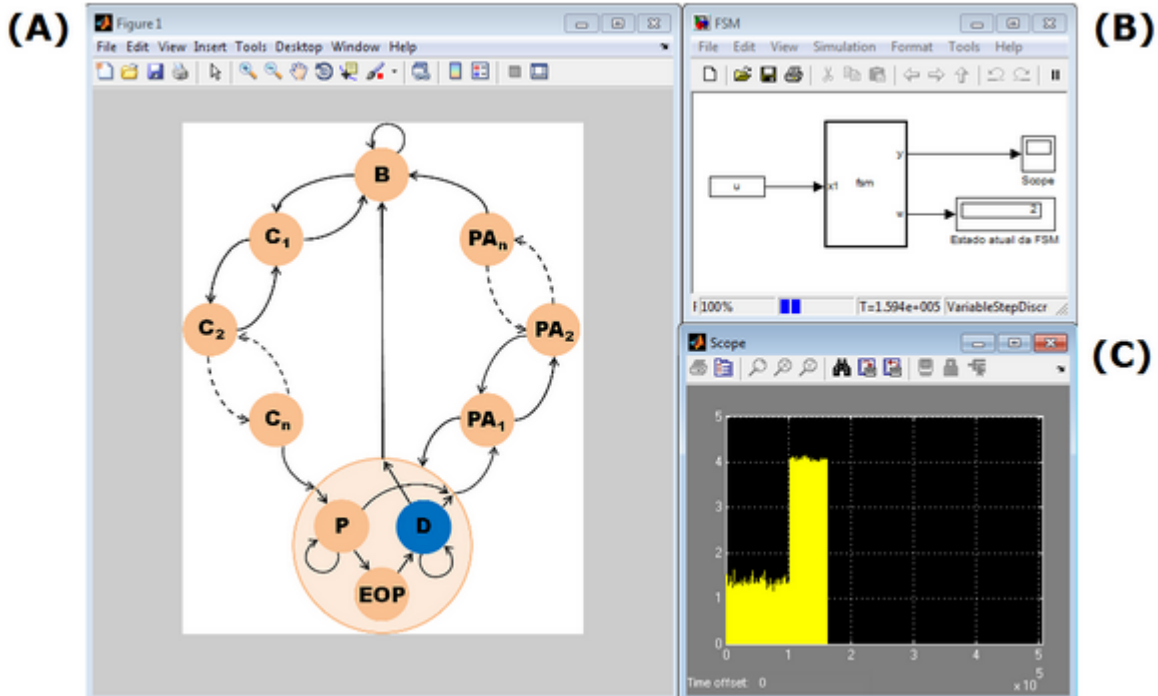 (A)
Figure 1
File Edit View Insert Tools Desktop Window Help
B
C1
PAn
C2
PA2
Cn
PA1
P
D
EOP
(B)
FSM
File Edit View Simulation Format Tools Help
u
x1
fsm
y
w
Scope
2
Estado atual da FSM
100%
T=1.594e+005
VariableStepDiscr
(C)
Scope
5
4
3
2
1
0
0 1 2 3 4 5
x 10^5
Time offset: 0